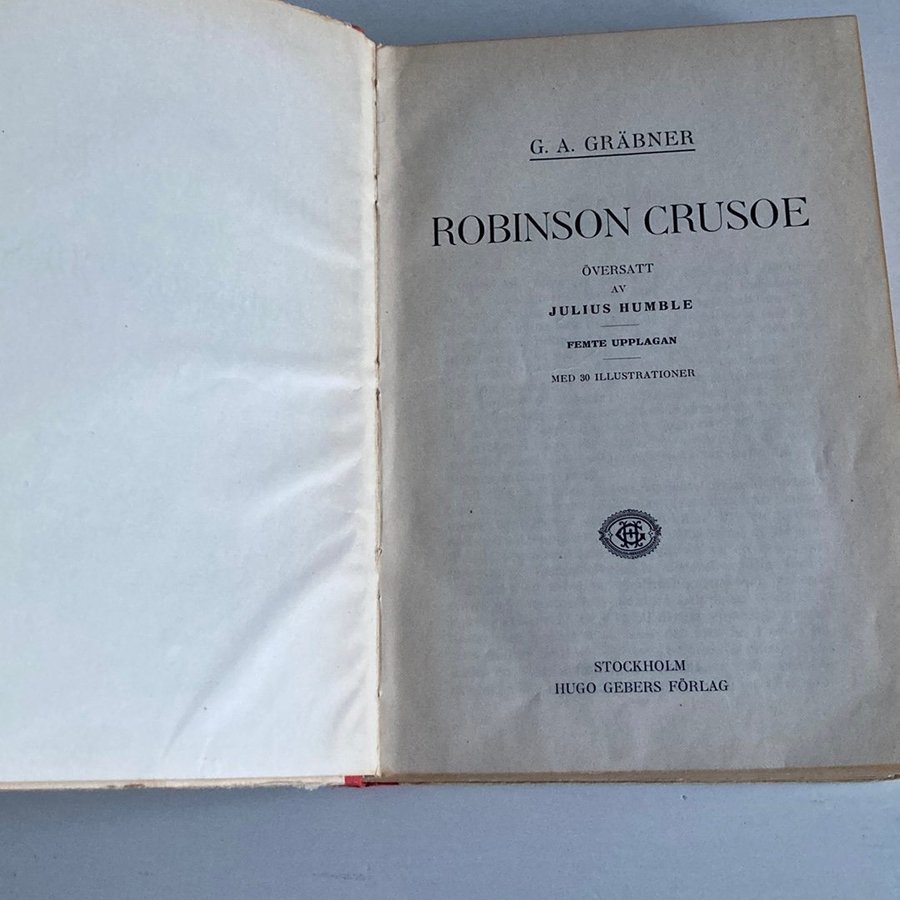 G. A. GRÄBNER
ROBINSON CRUSOE
ÖVERSATT
AV
JULIUS HUMBLE
FEMTE UPPLAGAN
MED 30 ILLUSTRATIONER
STOCKHOLM
HUGO GEBERS FÖRLAG